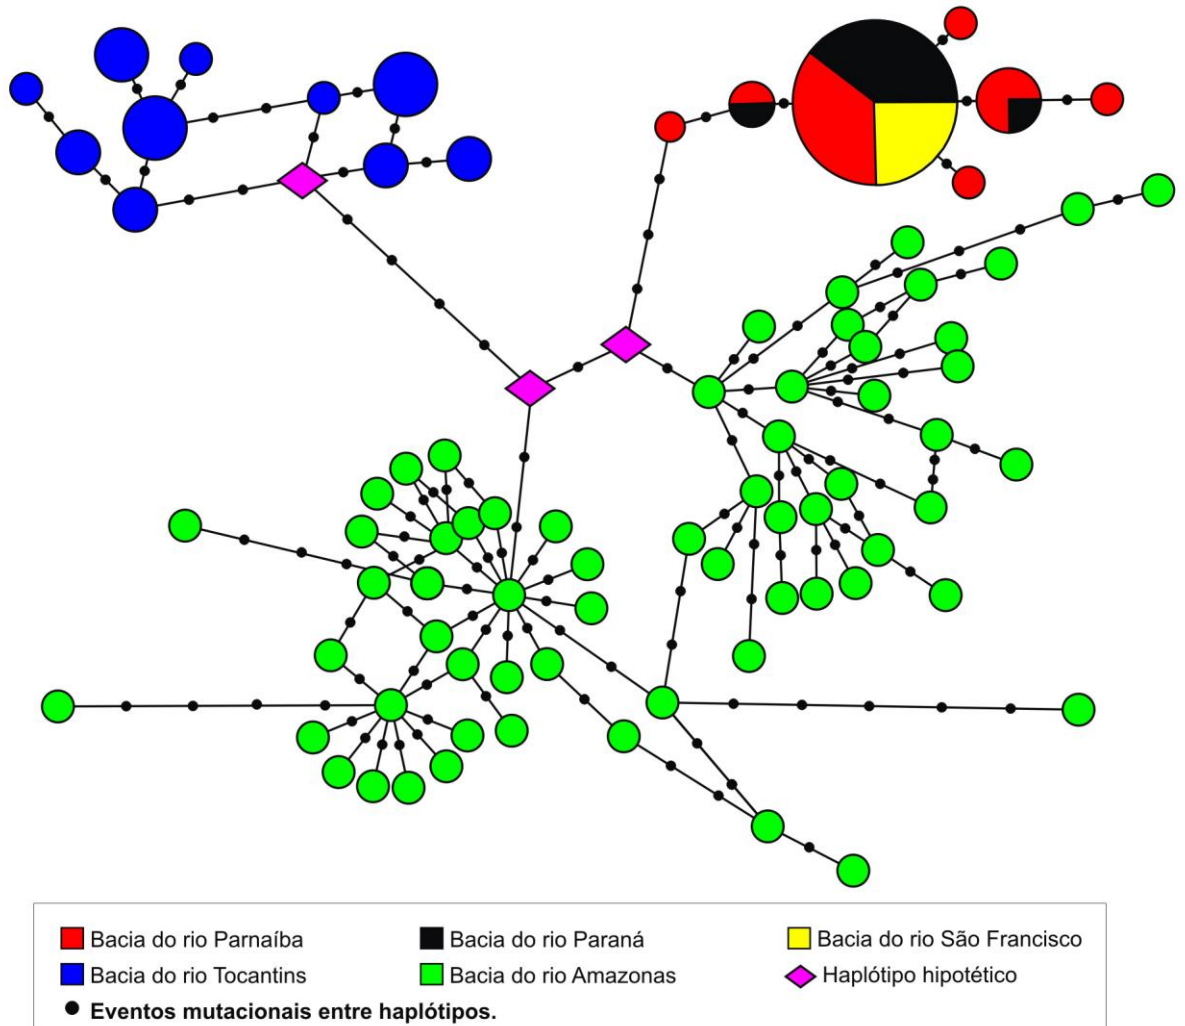 Bacia do rio Parnaíba Bacia do rio Paraná Bacia do rio São Francisco
Bacia do rio Tocantins Bacia do rio Amazonas Haplótipo hipotético
Eventos mutacionais entre haplótipos.